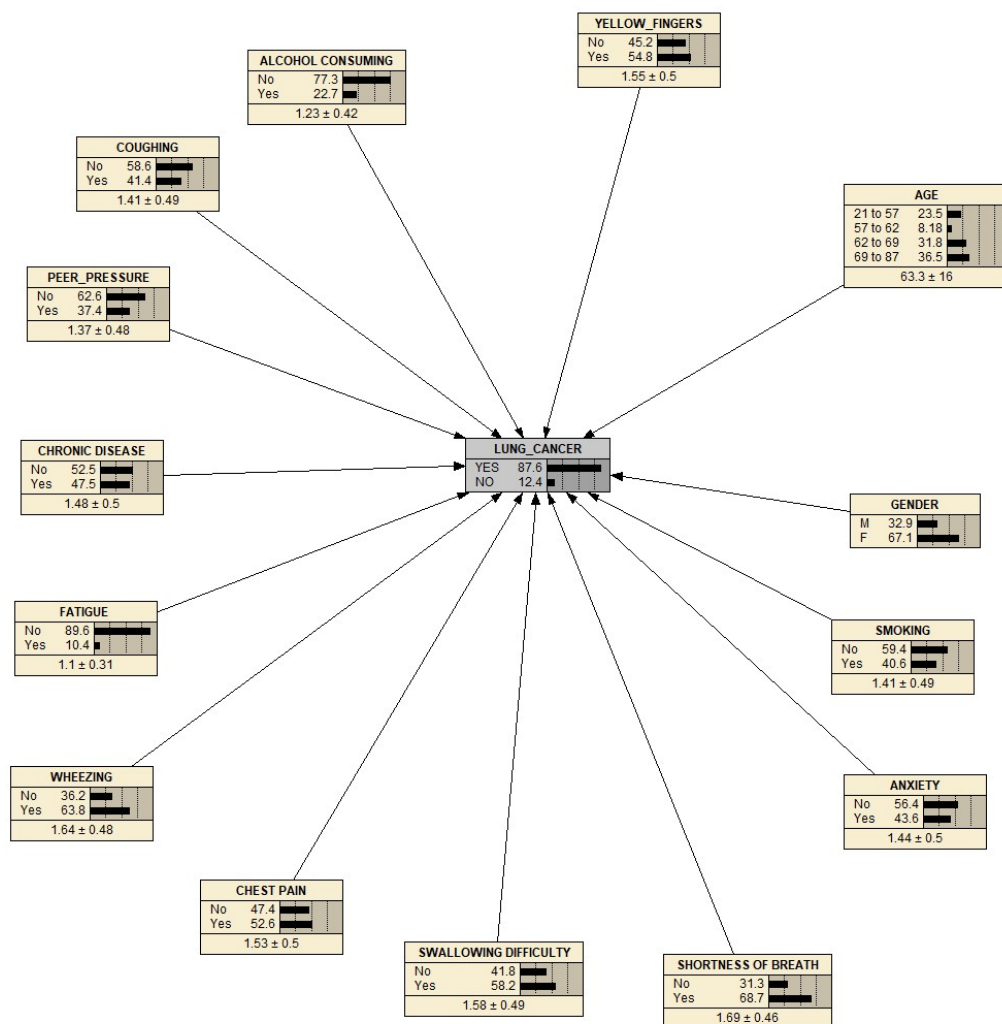 YELLOW_FINGERS
No 45.2
Yes 54.8
1.55 ± 0.5
ALCOHOL CONSUMING
No 77.3
Yes 22.7
1.23 ± 0.42
COUGHING
No 58.6
Yes 41.4
1.41 ± 0.49
AGE
21 to 57 23.5
57 to 62 8.18
62 to 69 31.8
69 to 87 36.5
63.3 ± 16
PEER_PRESSURE
No 62.6
Yes 37.4
1.37 ± 0.48
CHRONIC DISEASE
No 52.5
Yes 47.5
1.48 ± 0.5
LUNG_CANCER
YES 87.6
NO 12.4
GENDER
M 32.9
F 67.1
FATIGUE
No 89.6
Yes 10.4
1.1 ± 0.31
SMOKING
No 59.4
Yes 40.6
1.41 ± 0.49
WHEEZING
No 36.2
Yes 63.8
1.64 ± 0.48
ANXIETY
No 56.4
Yes 43.6
1.44 ± 0.5
CHEST PAIN
No 47.4
Yes 52.6
1.53 ± 0.5
SWALLOWING DIFFICULTY
No 41.8
Yes 58.2
1.58 ± 0.49
SHORTNESS OF BREATH
No 31.3
Yes 68.7
1.69 ± 0.46